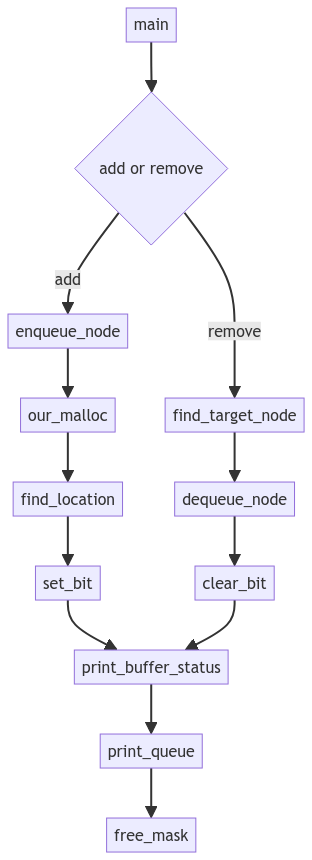 main
add or remove
add
enqueue_node
remove
our_malloc
find_target_node
find_location
dequeue_node
set_bit
clear_bit
print_buffer_status
print_queue
free_mask